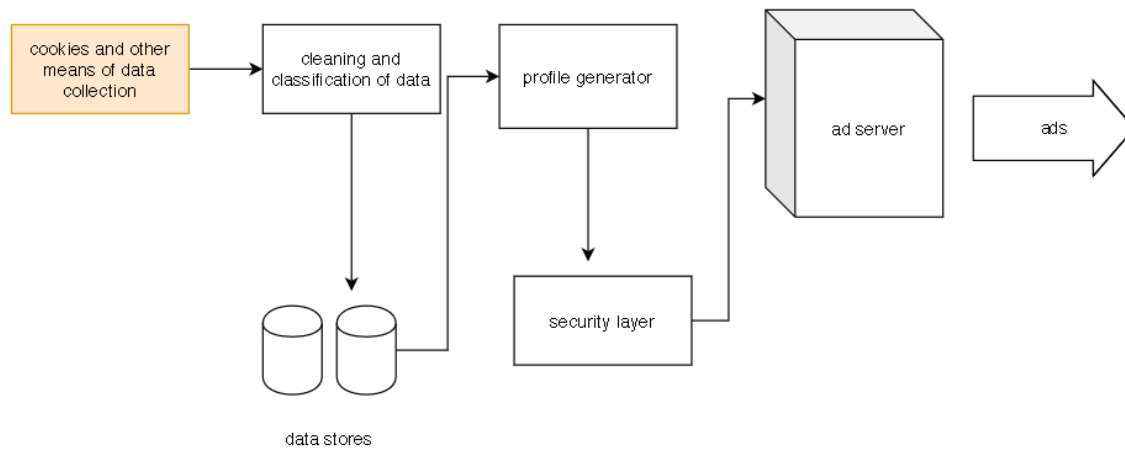 cookies and other
means of data
collection
cleaning and
classification of data
profile generator
ad server
ads
security layer
data stores